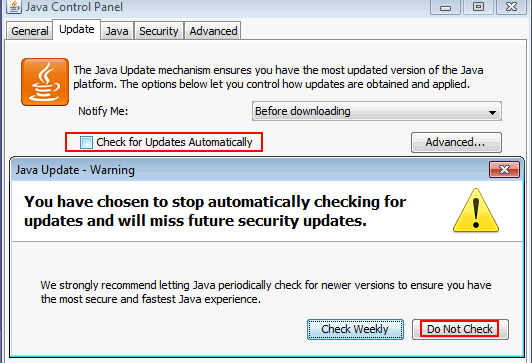 Java Control Panel
General Update Java Security Advanced
The Java Update mechanism ensures you have the most updated version of the Java
platform. The options below let you control how updates are obtained and applied.
Notify Me: Before downloading
Check for Updates Automatically Advanced...
Java Update - Warning
You have chosen to stop automatically checking for
updates and will miss future security updates.
We strongly recommend letting Java periodically check for newer versions to ensure you have
the most secure and fastest Java experience.
Check Weekly Do Not Check